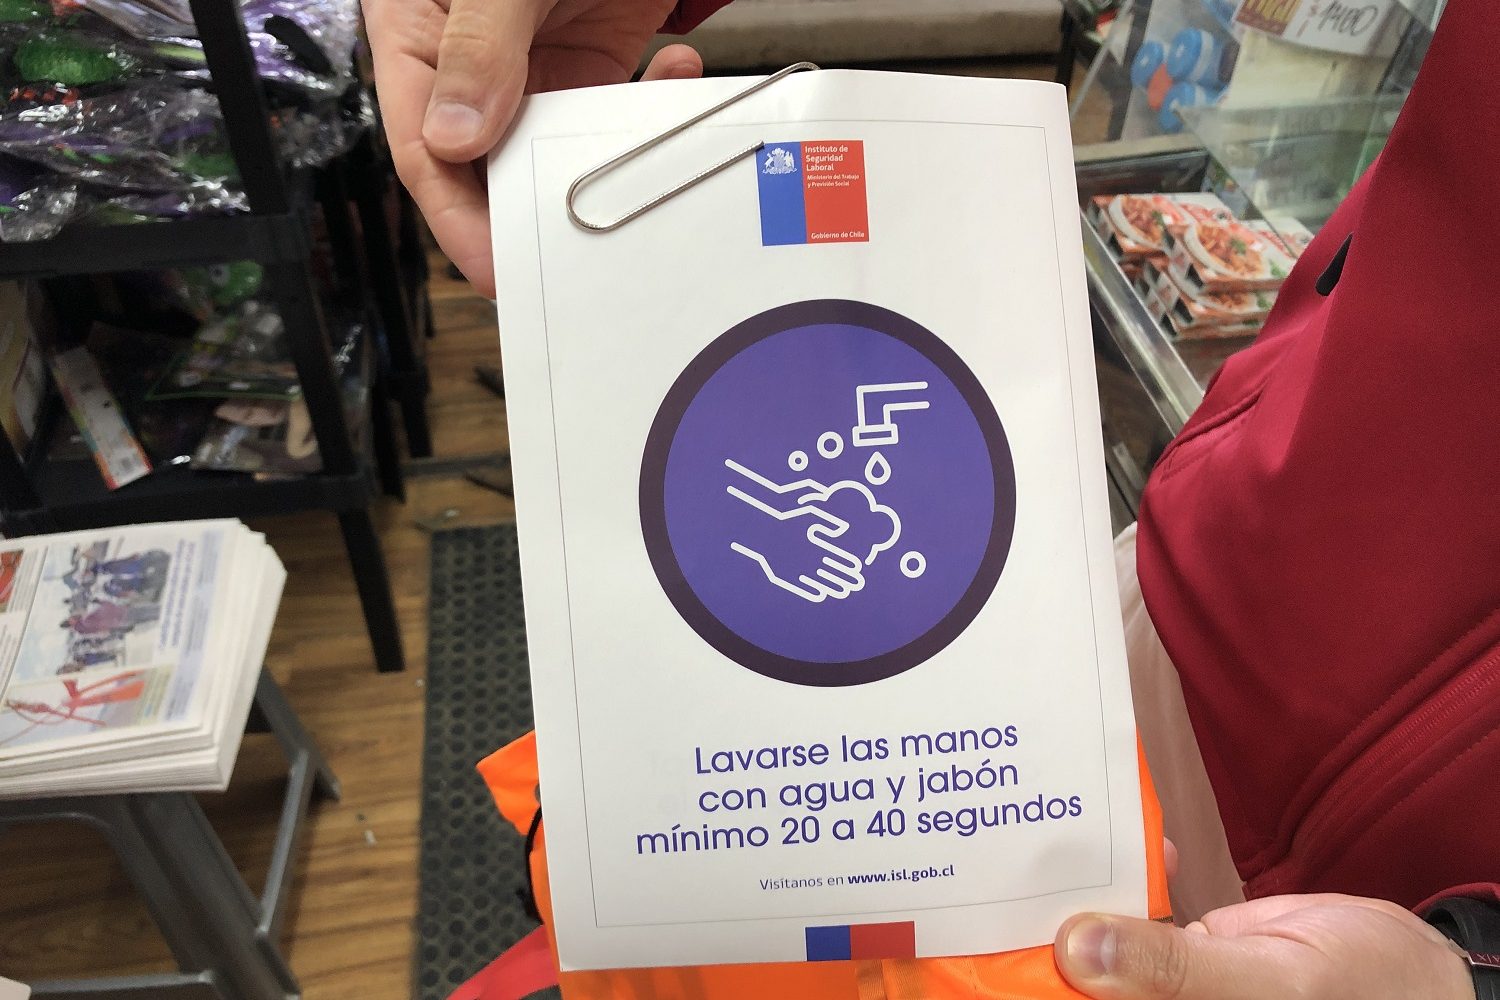 Instituto de
Seguridad
Laboral
Ministerio del Trabajo
y Previsión Social
Gobierno de Chile
Lavarse las manos
con agua y jabón
mínimo 20 a 40 segundos
Visítanos en www.isl.gob.cl
1400